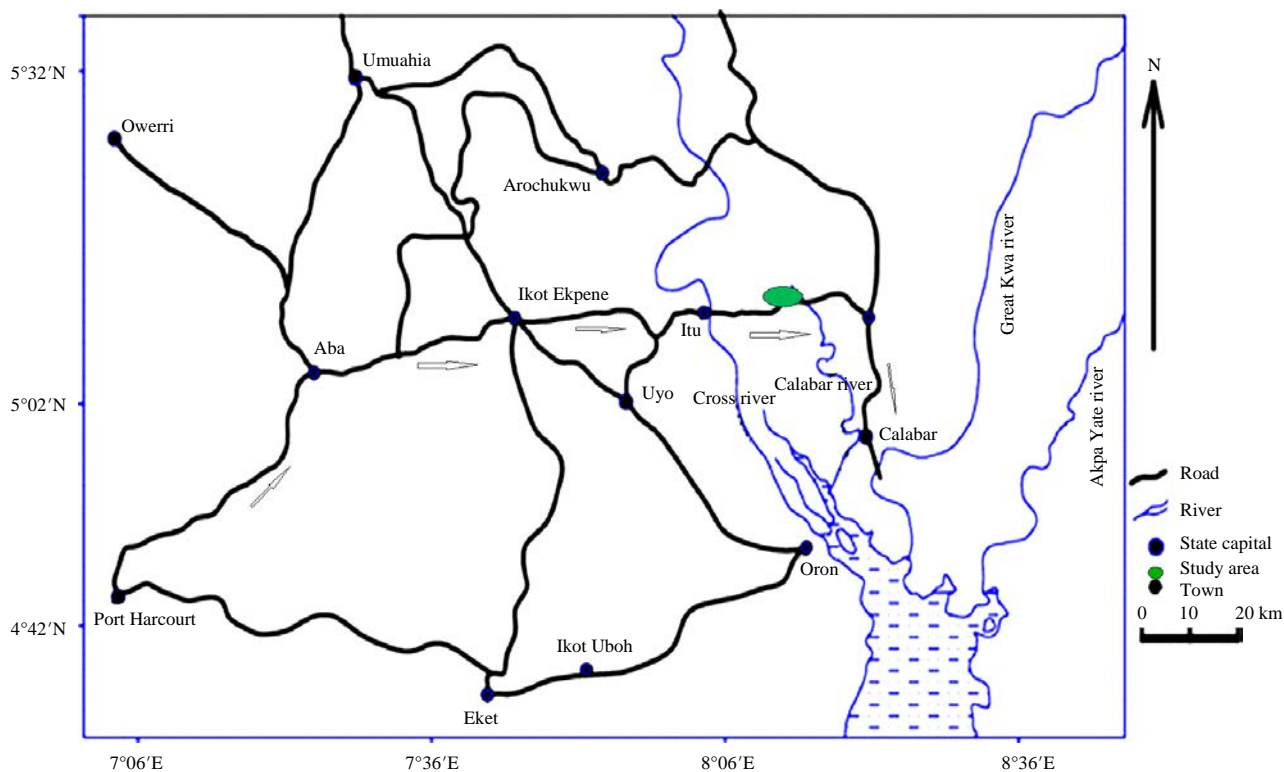 Umuahia
5°32′N
N
Owerri
Arochukwu
Great Kwa river
Ikot Ekpene
Itu
Aba
Calabar river
Uyo
Cross river
5°02′N
Calabar
Akpa Yate river
Road
River
State capital
Study area
Town
Oron
0 10 20 km
Port Harcourt
4°42′N
Ikot Uboh
Eket
7°06′E
7°36′E
8°06′E
8°36′E